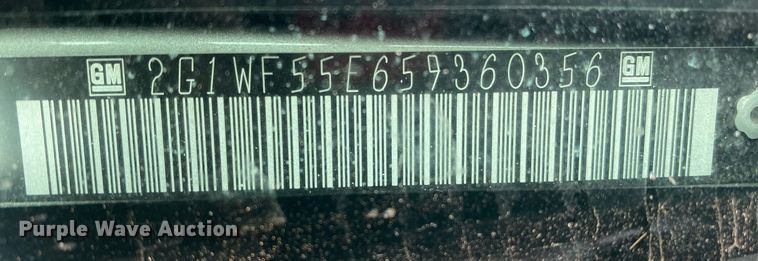 GM 2G1WF55E659360356 GM
Purple Wave Auction